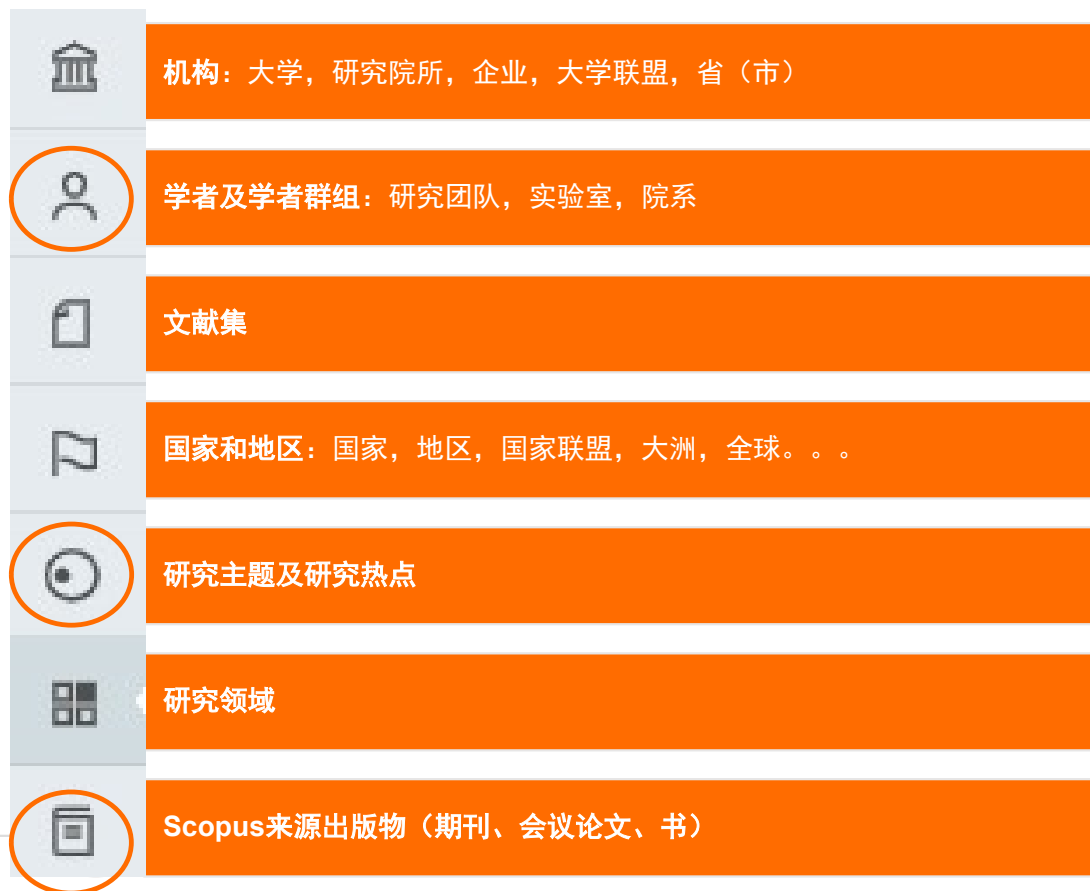 机构：大学，研究院所，企业，大学联盟，省（市）
学者及学者群组：研究团队，实验室，院系
文献集
国家和地区：国家，地区，国家联盟，大洲，全球。。。
研究主题及研究热点
研究领域
Scopus来源出版物（期刊、会议论文、书）